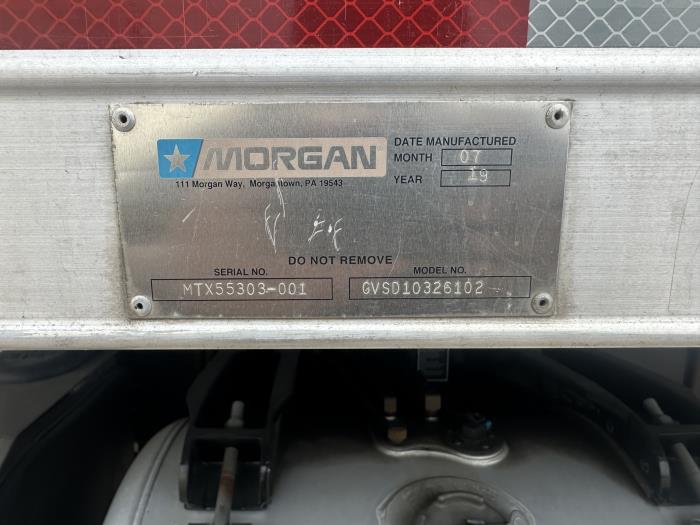 MORGAN
111 Morgan Way, Morgantown, PA 19543
DATE MANUFACTURED
MONTH 07
YEAR 19
DO NOT REMOVE
SERIAL NO.
MTX55303-001
MODEL NO.
GVSD10326102